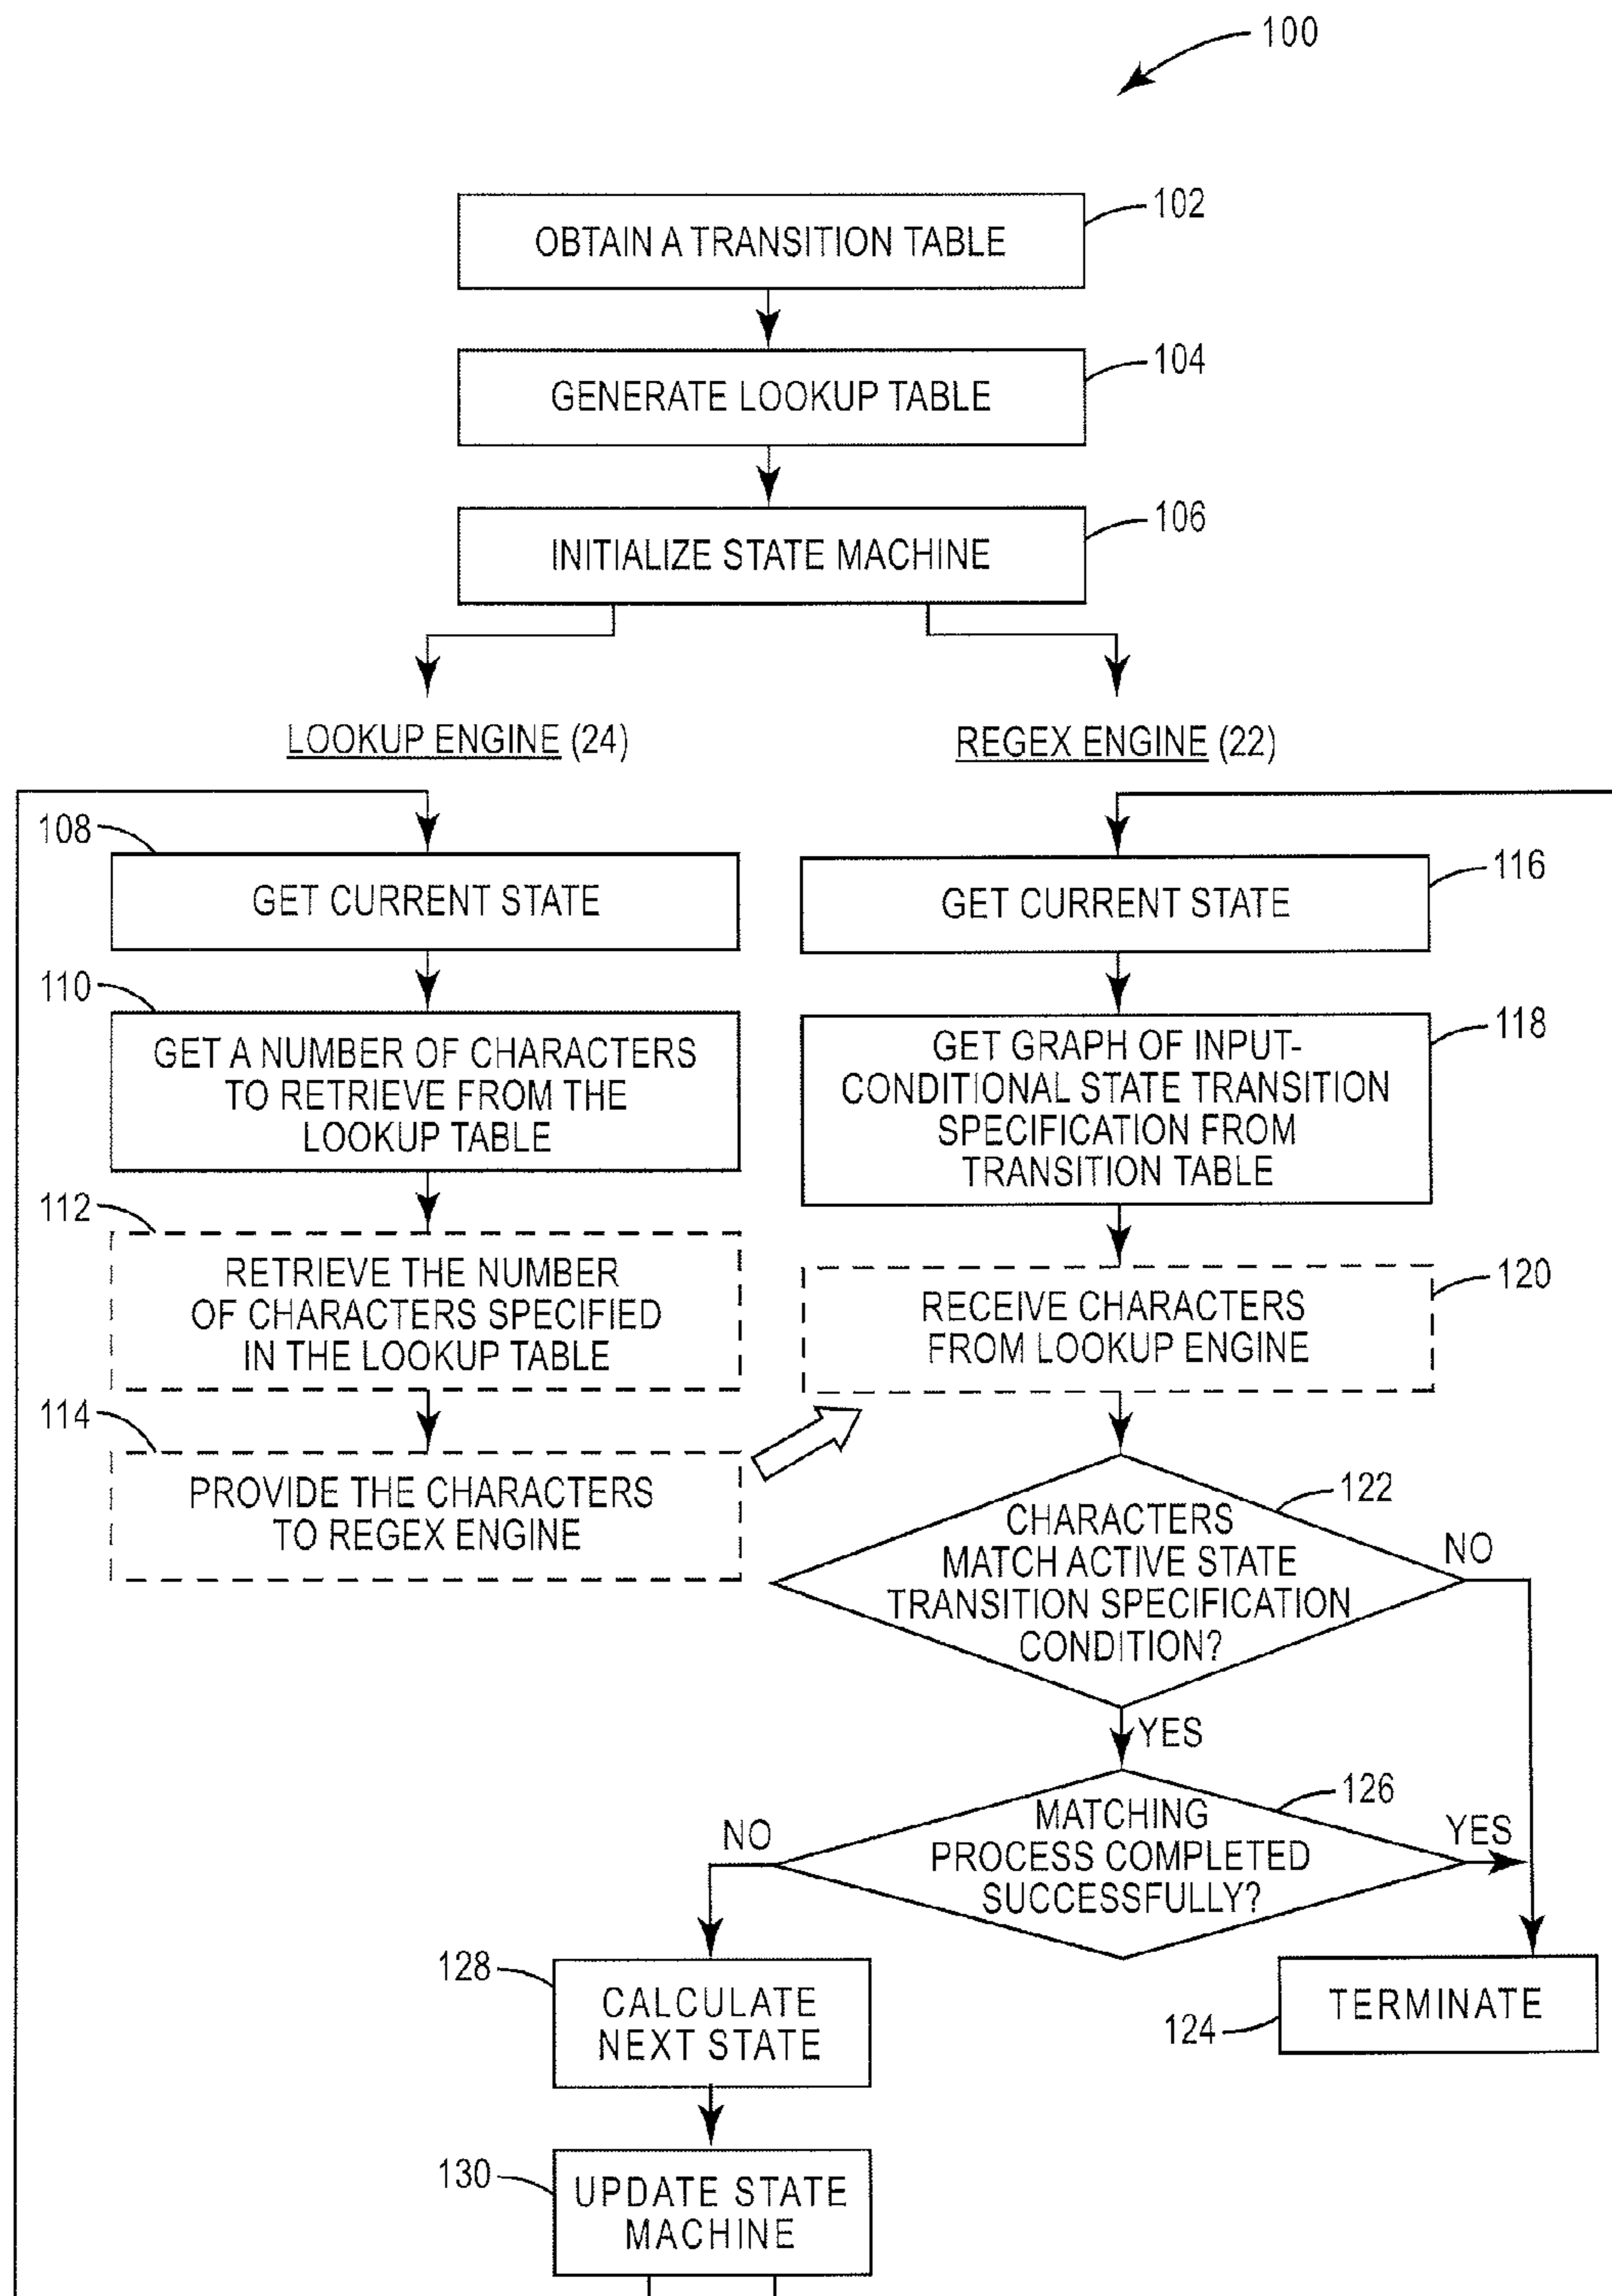 100
102
OBTAIN A TRANSITION TABLE
104
GENERATE LOOKUP TABLE
106
INITIALIZE STATE MACHINE
LOOKUP ENGINE (24)
108
GET CURRENT STATE
110
GET A NUMBER OF CHARACTERS
TO RETRIEVE FROM THE
LOOKUP TABLE
112
RETRIEVE THE NUMBER
OF CHARACTERS SPECIFIED
IN THE LOOKUP TABLE
114
PROVIDE THE CHARACTERS
TO REGEX ENGINE
REGEX ENGINE (22)
116
GET CURRENT STATE
118
GET GRAPH OF INPUT-
CONDITIONAL STATE TRANSITION
SPECIFICATION FROM
TRANSITION TABLE
120
RECEIVE CHARACTERS
FROM LOOKUP ENGINE
122
CHARACTERS
MATCH ACTIVE STATE
TRANSITION SPECIFICATION
CONDITION?
NO
YES
126
MATCHING
PROCESS COMPLETED
SUCCESSFULLY?
NO
YES
128
CALCULATE
NEXT STATE
124
TERMINATE
130
UPDATE STATE
MACHINE